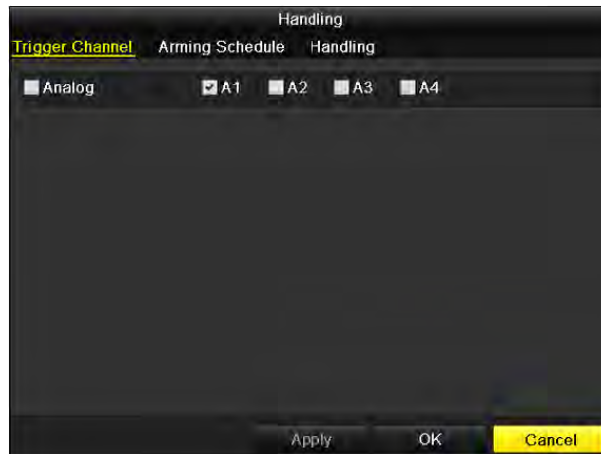 Handling
Trigger Channel Arming Schedule Handling
Analog A1 A2 A3 A4
Apply OK Cancel